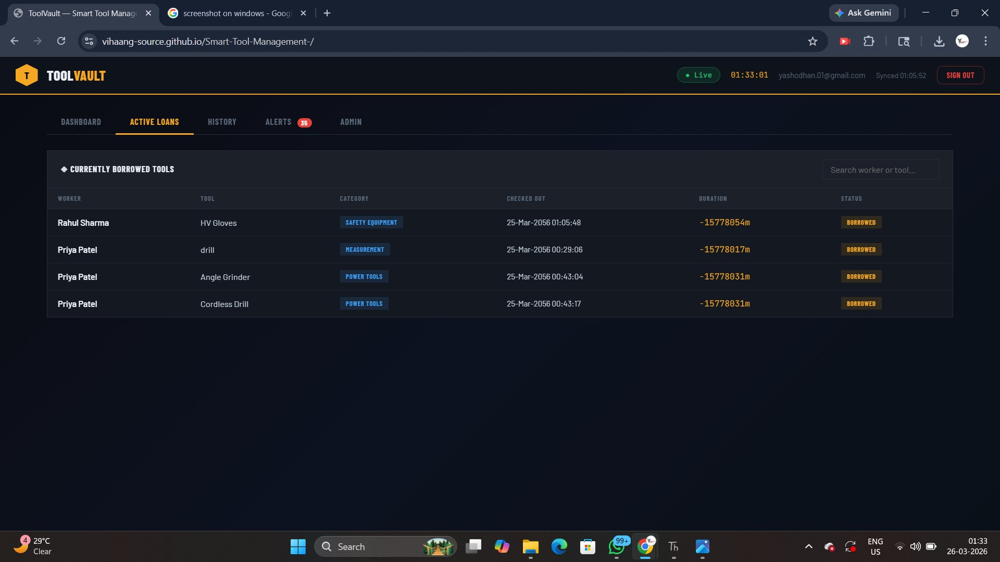 ToolVault — Smart Tool Manag
screenshot on windows - Goog
Ask Gemini
vihaang-source.github.io/Smart-Tool-Management-/
T
TOOLVAULT
● Live
01:33:01
yashodhan.01@gmail.com
Synced 01:05:52
SIGN OUT
DASHBOARD
ACTIVE LOANS
HISTORY
ALERTS 35
ADMIN
◈ CURRENTLY BORROWED TOOLS
Search worker or tool...
WORKER TOOL CATEGORY CHECKED OUT DURATION STATUS
Rahul Sharma HV Gloves SAFETY EQUIPMENT 25-Mar-2056 01:05:48 -15778054m BORROWED
Priya Patel drill MEASUREMENT 25-Mar-2056 00:29:06 -15778017m BORROWED
Priya Patel Angle Grinder POWER TOOLS 25-Mar-2056 00:43:04 -15778031m BORROWED
Priya Patel Cordless Drill POWER TOOLS 25-Mar-2056 00:43:17 -15778031m BORROWED
4
29°C
Clear
Search
99+
Th
ENG
US
01:33
26-03-2026